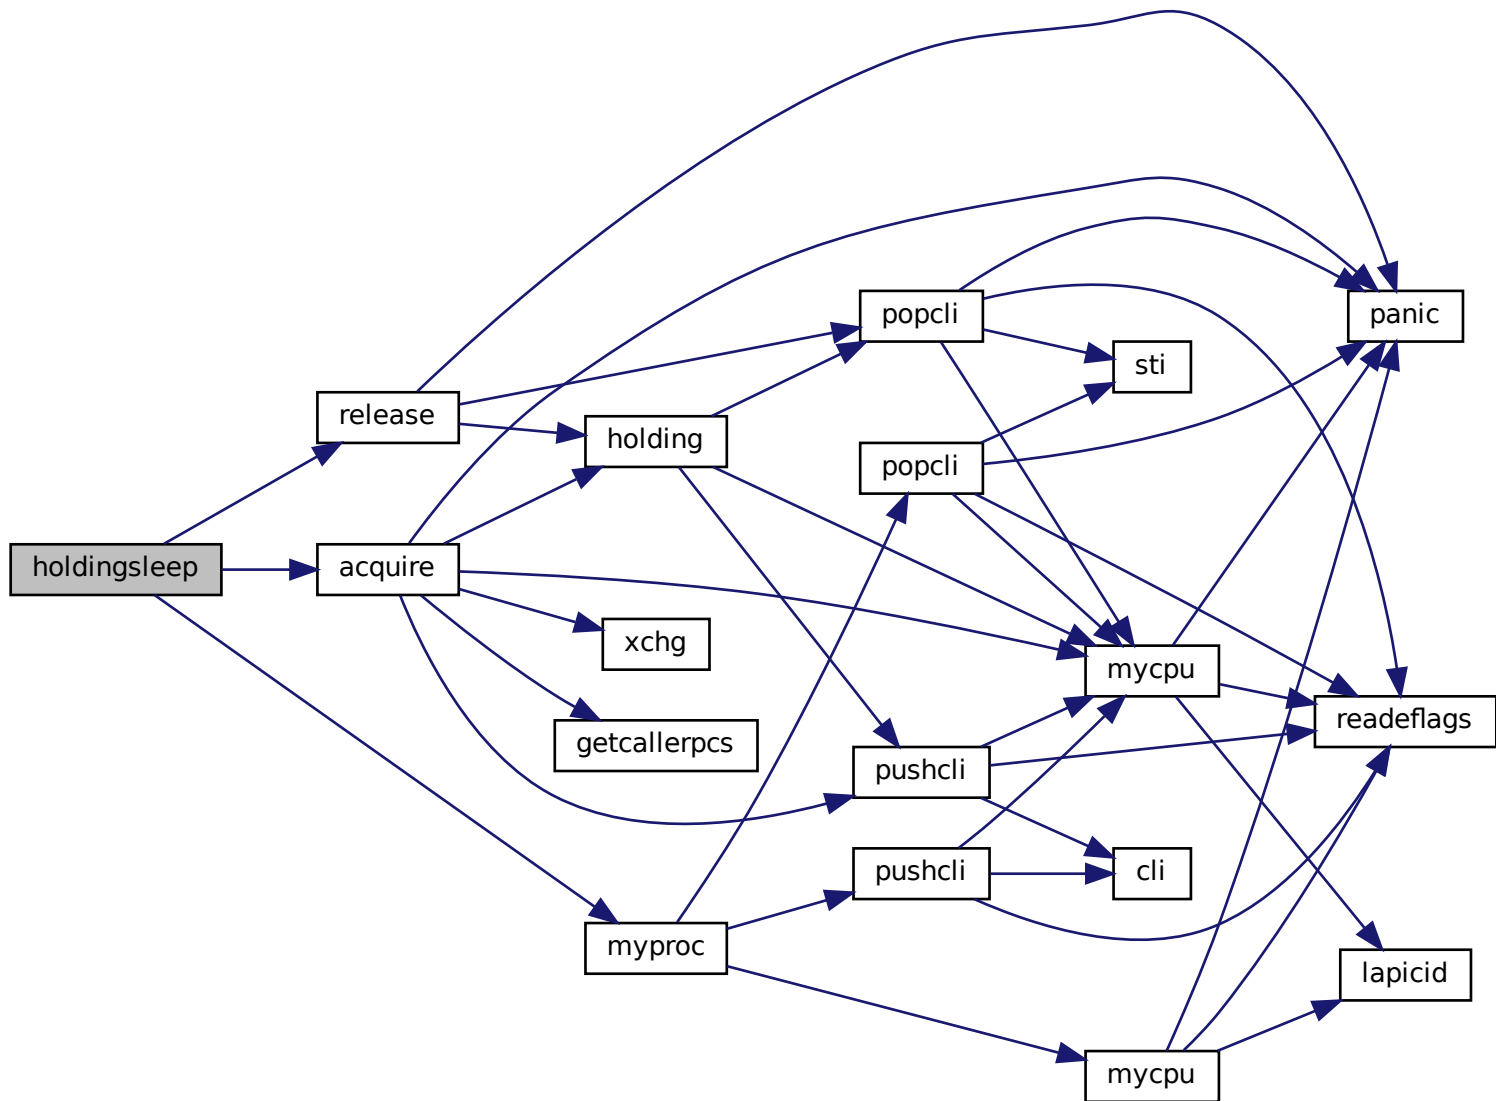 holdingsleep
release
acquire
myproc
holding
xchg
getcallerpcs
popcli
popcli
pushcli
pushcli
sti
mycpu
cli
mycpu
panic
readeflags
lapicid